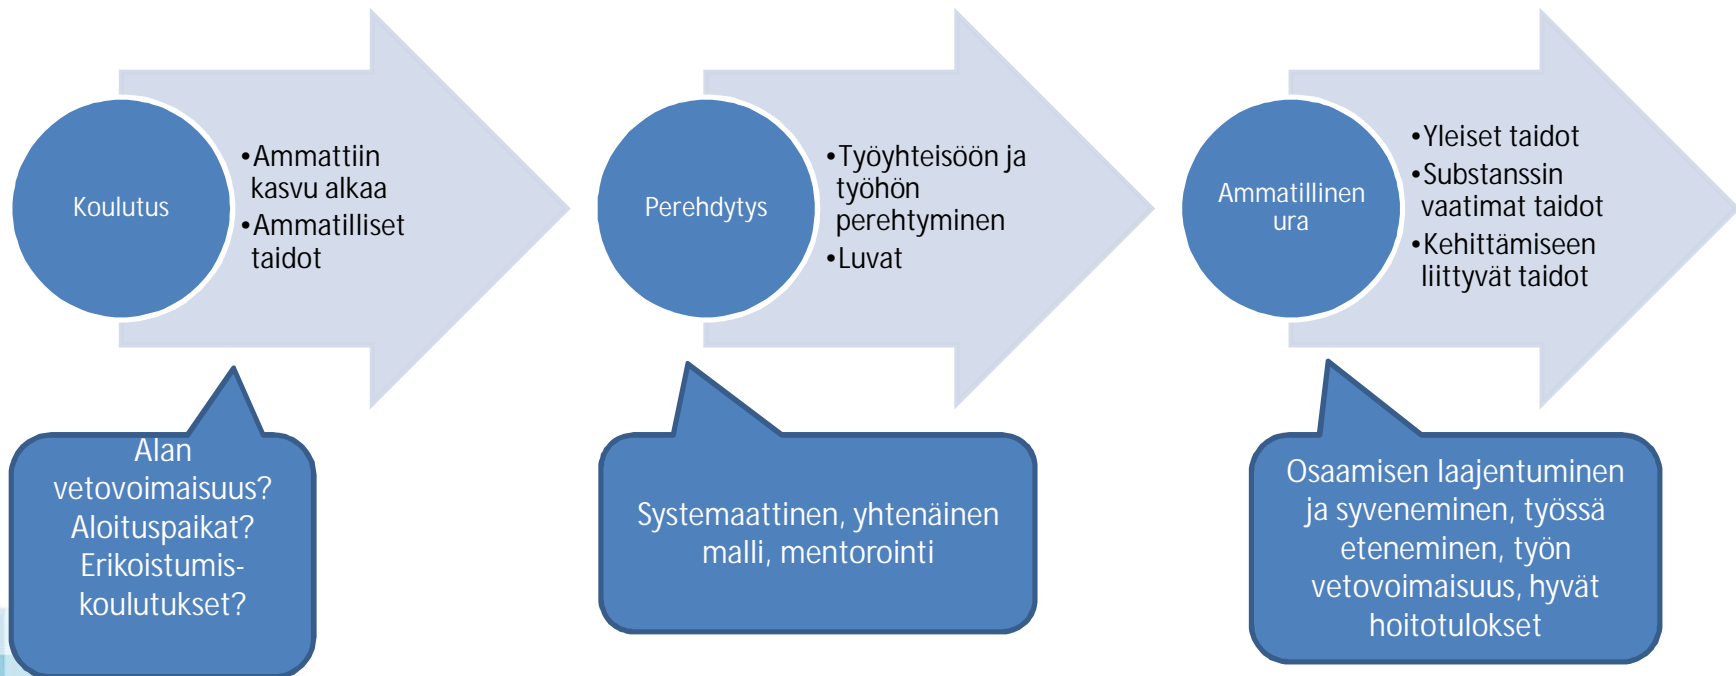 Koulutus
•Ammattiin
kasvu alkaa
•Ammatilliset
taidot
Perehdytys
•Työyhteisöön ja
työhön
perehtyminen
•Luvat
Ammatillinen
ura
•Yleiset taidot
•Substanssin
vaatimat taidot
•Kehittämiseen
liittyvät taidot
Alan
vetovoimaisuus?
Aloituspaikat?
Erikoistumis-
koulutukset?
Systemaattinen, yhtenäinen
malli, mentorointi
Osaamisen laajentuminen
ja syveneminen, työssä
eteneminen, työn
vetovoimaisuus, hyvät
hoitotulokset